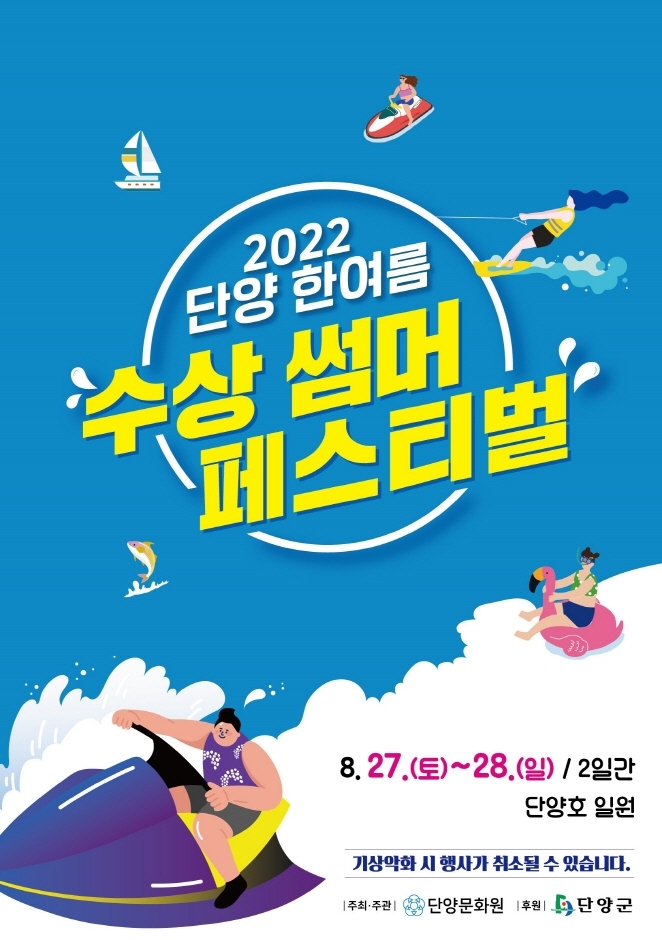 2022
단양 한여름
수상 썸머
페스티벌
8. 27.(토)~28.(일) / 2일간
단양호 일원
기상악화 시 행사가 취소될 수 있습니다.
|주최·주관| 단양문화원 |후원| 단양군